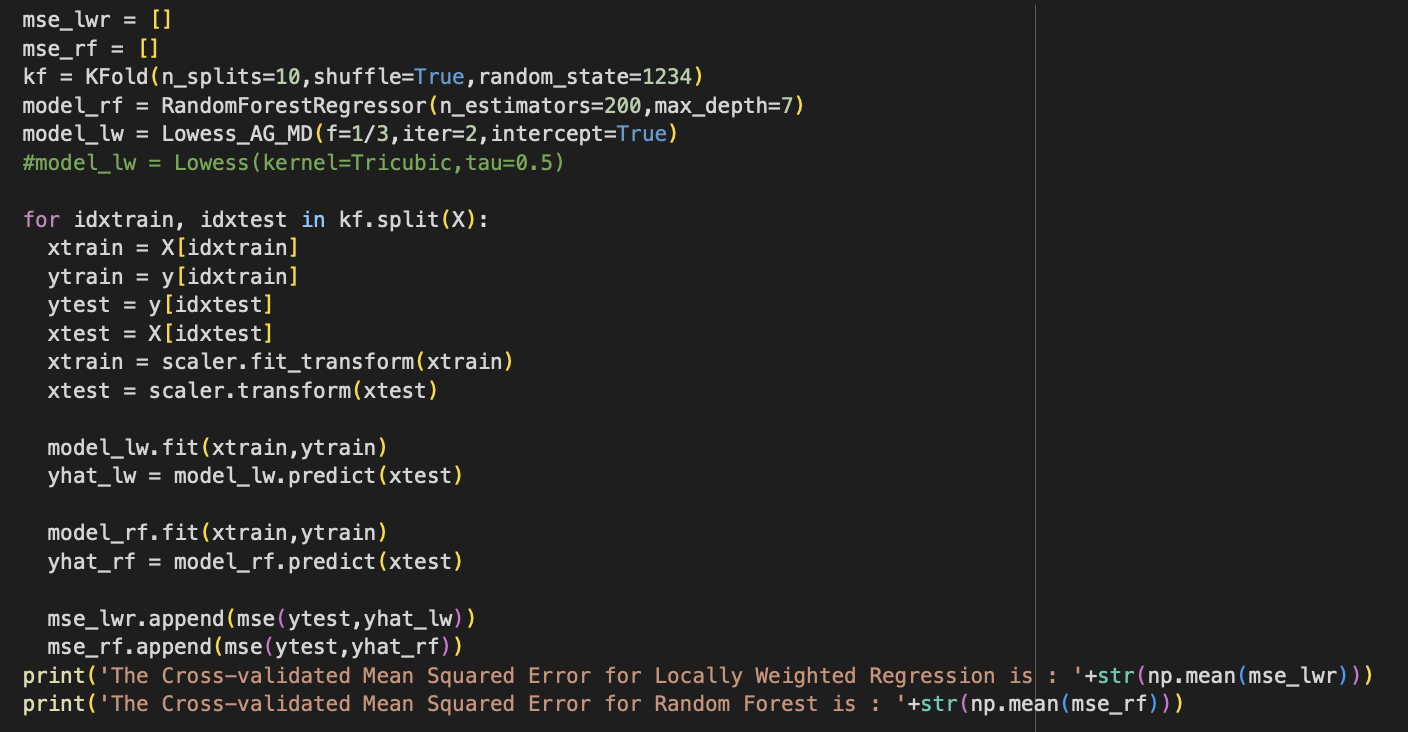 mse_lwr = []
mse_rf = []
kf = KFold(n_splits=10,shuffle=True,random_state=1234)
model_rf = RandomForestRegressor(n_estimators=200,max_depth=7)
model_lw = Lowess_AG_MD(f=1/3,iter=2,intercept=True)
#model_lw = Lowess(kernel=Tricubic,tau=0.5)

for idxtrain, idxtest in kf.split(X):
  xtrain = X[idxtrain]
  ytrain = y[idxtrain]
  ytest = y[idxtest]
  xtest = X[idxtest]
  xtrain = scaler.fit_transform(xtrain)
  xtest = scaler.transform(xtest)

  model_lw.fit(xtrain,ytrain)
  yhat_lw = model_lw.predict(xtest)

  model_rf.fit(xtrain,ytrain)
  yhat_rf = model_rf.predict(xtest)

  mse_lwr.append(mse(ytest,yhat_lw))
  mse_rf.append(mse(ytest,yhat_rf))
print('The Cross-validated Mean Squared Error for Locally Weighted Regression is : '+str(np.mean(mse_lwr)))
print('The Cross-validated Mean Squared Error for Random Forest is : '+str(np.mean(mse_rf)))